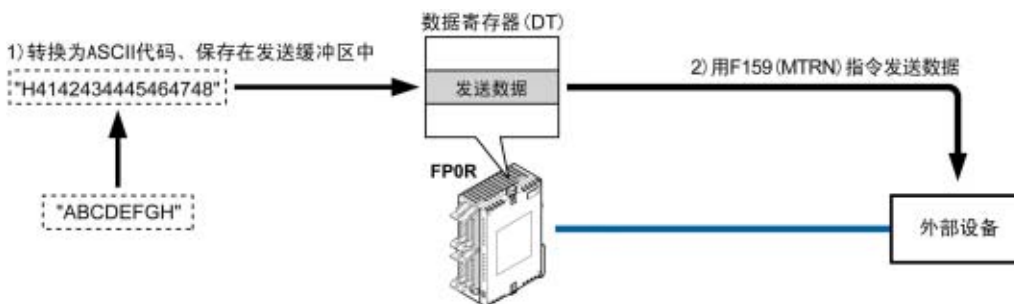 数据寄存器(DT)
1)转换为ASCII代码、保存在发送缓冲区中
2)用F159(MTRN)指令发送数据
"H4142434445464748"
发送数据
FP0R
"ABCDEFGH"
外部设备